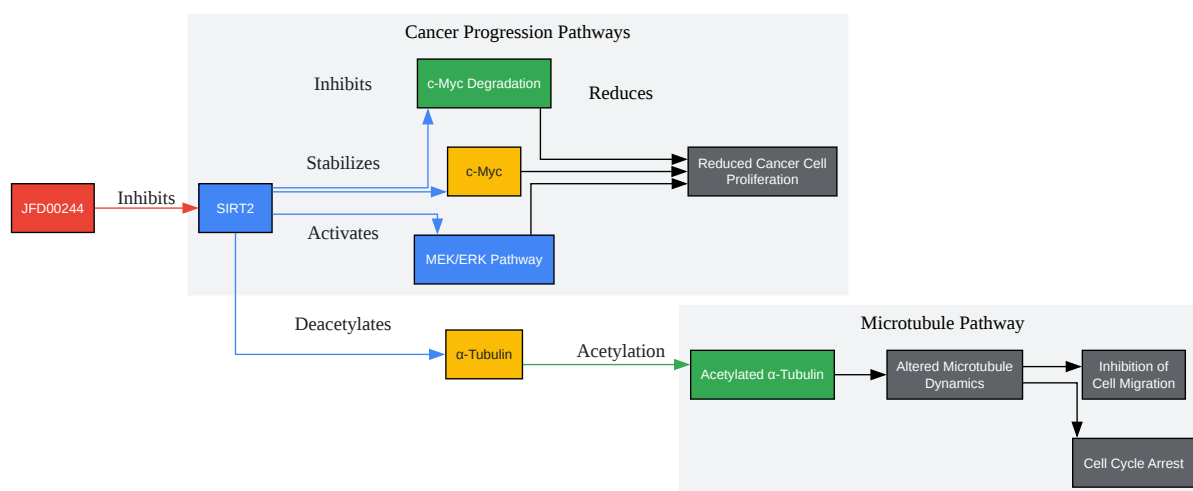 Cancer Progression Pathways
Inhibits
c-Myc Degradation
Reduces
Stabilizes
c-Myc
Reduced Cancer Cell
Proliferation
JFD00244
Inhibits
SIRT2
Activates
MEK/ERK Pathway
Deacetylates
α-Tubulin
Acetylation
Microtubule Pathway
Acetylated α-Tubulin
Altered Microtubule
Dynamics
Inhibition of
Cell Migration
Cell Cycle Arrest